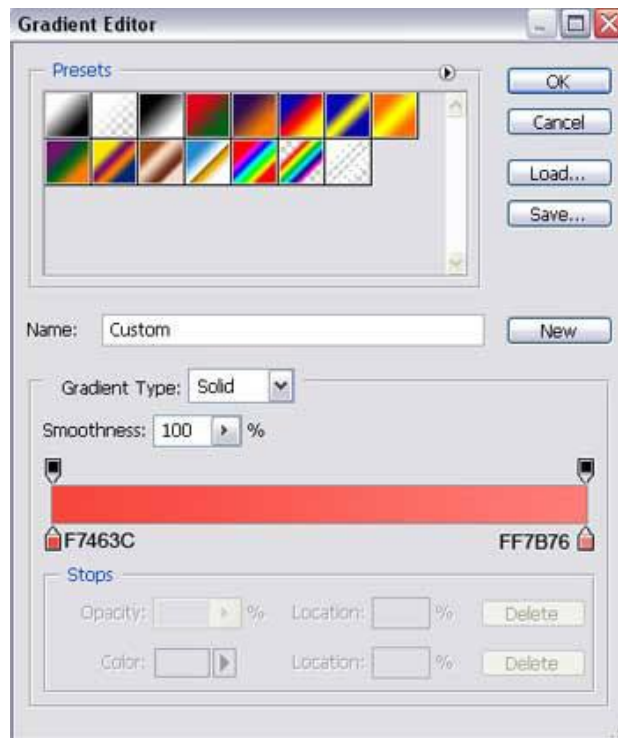 Gradient Editor
Presets
OK
Cancel
Load...
Save...
Name: Custom
New
Gradient Type: Solid
Smoothness: 100 %
F7463C FF7B76
Stops
Opacity: % Location: % Delete
Color: Location: % Delete